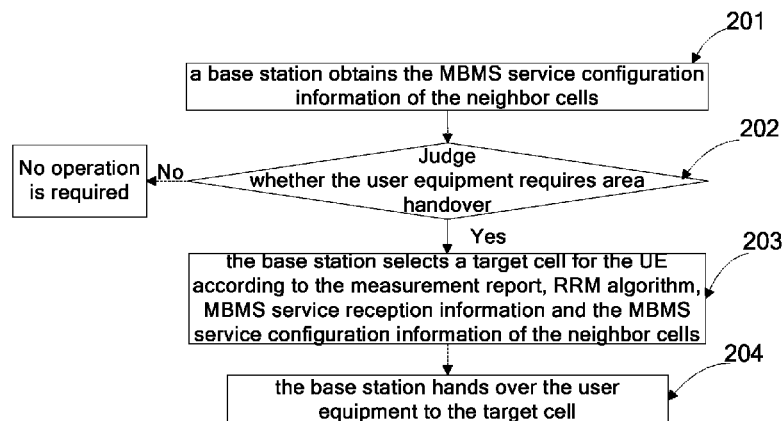 201
a base station obtains the MBMS service configuration
information of the neighbor cells
202
Judge
whether the user equipment requires area
handover
No
No operation
is required
Yes
203
the base station selects a target cell for the UE
according to the measurement report, RRM algorithm,
MBMS service reception information and the MBMS
service configuration information of the neighbor cells
204
the base station hands over the user
equipment to the target cell